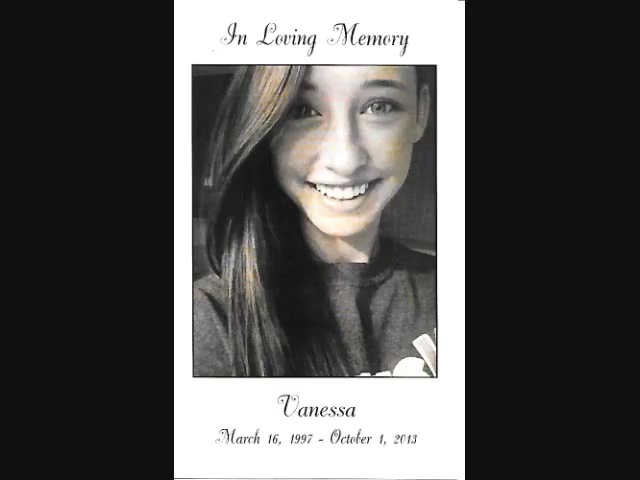 In Loving Memory
Vanessa
March 16, 1997 - October 1, 2013